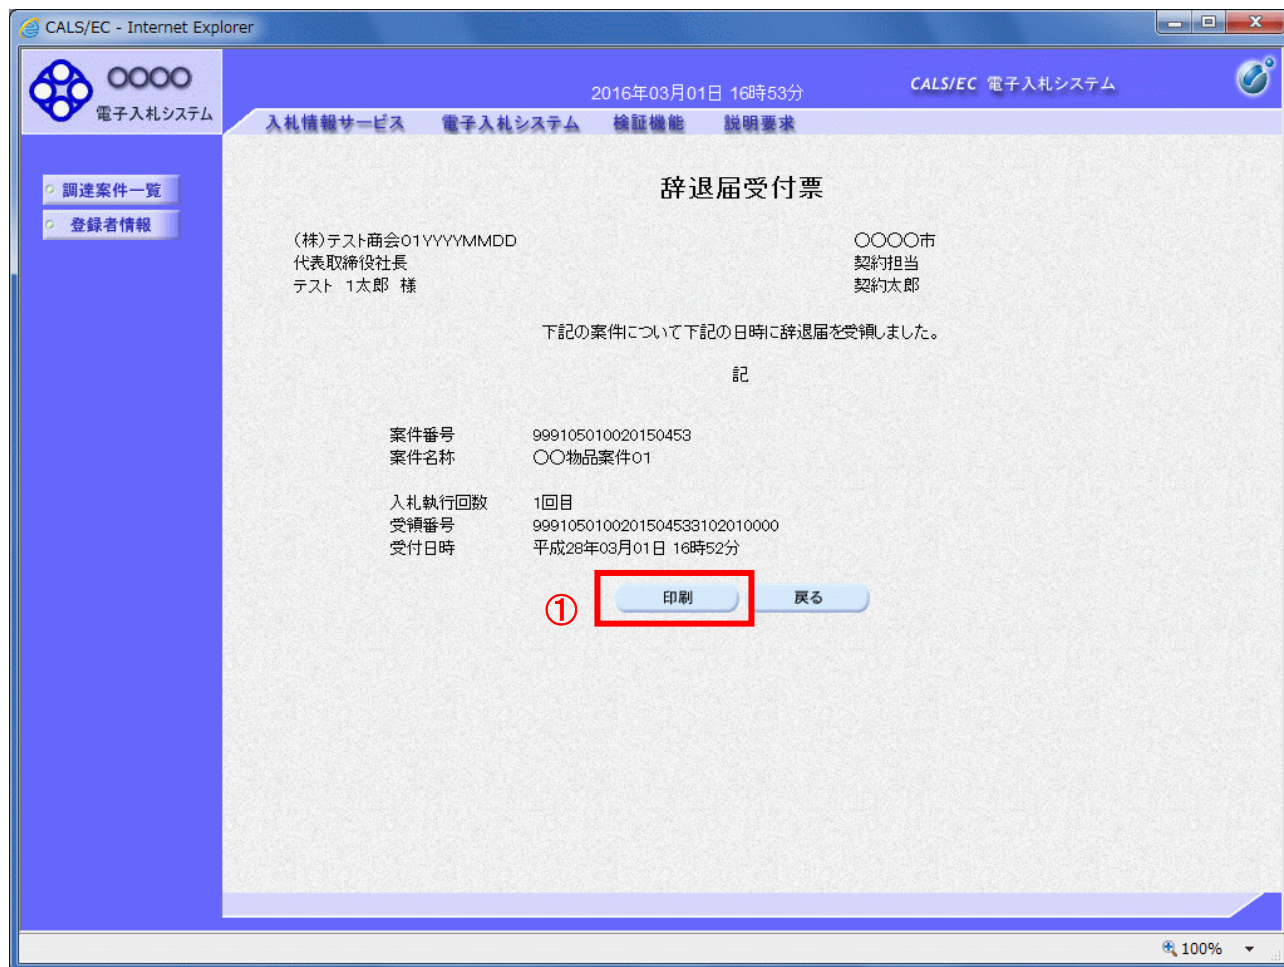 CALS/EC - Internet Explorer
〇〇〇〇
電子入札システム
2016年03月01日 16時53分
CALS/EC 電子入札システム
入札情報サービス 電子入札システム 検証機能 説明要求
調達案件一覧
登録者情報
辞退届受付票
(株)テスト商会01YYYYMMDD
代表取締役社長
テスト 1太郎 様
〇〇〇〇市
契約担当
契約太郎
下記の案件について下記の日時に辞退届を受領しました。
記
案件番号 999105010020150453
案件名称 〇〇物品案件01
入札執行回数 1回目
受領番号 9991050100201504533102010000
受付日時 平成28年03月01日 16時52分
① 印刷 戻る
100%